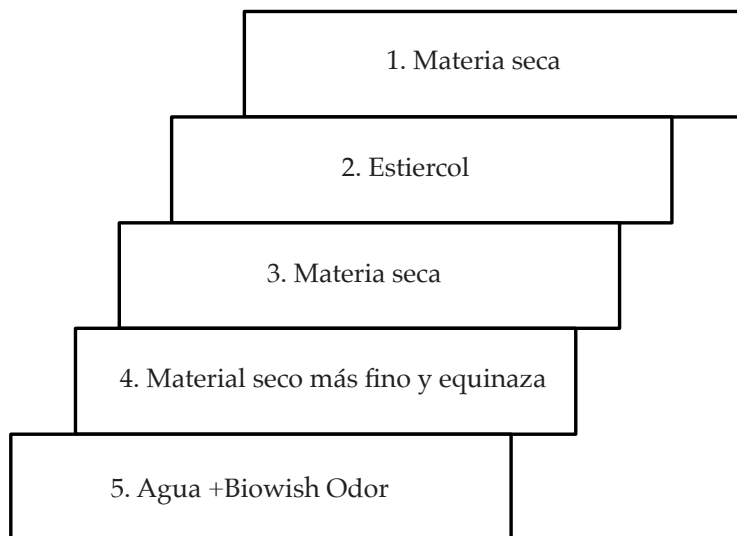 1. Materia seca
2. Estiercol
3. Materia seca
4. Material seco más fino y equinaza
5. Agua +Biowish Odor